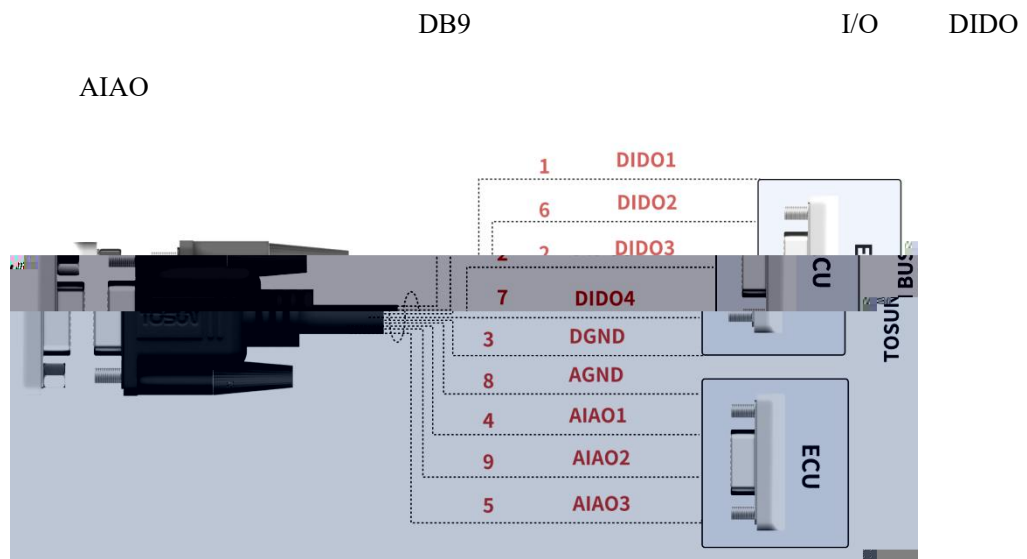 DB9 I/O DIDO
AIAO
1 DIDO1
6 DIDO2
2 DIDO3
7 DIDO4
3 DGND
8 AGND
4 AIAO1
9 AIAO2
5 AIAO3
ECU
TOSUN
BUS
ECU